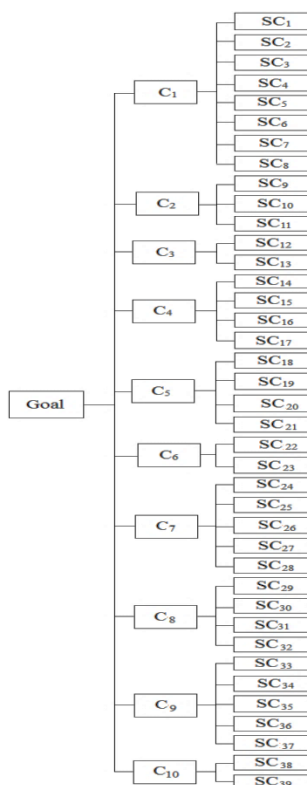 Goal
C₁
SC₁
SC₂
SC₃
SC₄
SC₅
SC₆
SC₇
SC₈
C₂
SC₉
SC₁₀
SC₁₁
C₃
SC₁₂
SC₁₃
C₄
SC₁₄
SC₁₅
SC₁₆
SC₁₇
C₅
SC₁₈
SC₁₉
SC₂₀
SC₂₁
C₆
SC₂₂
SC₂₃
C₇
SC₂₄
SC₂₅
SC₂₆
SC₂₇
SC₂₈
C₈
SC₂₉
SC₃₀
SC₃₁
SC₃₂
C₉
SC₃₃
SC₃₄
SC₃₅
SC₃₆
SC₃₇
C₁₀
SC₃₈
SC₃₉